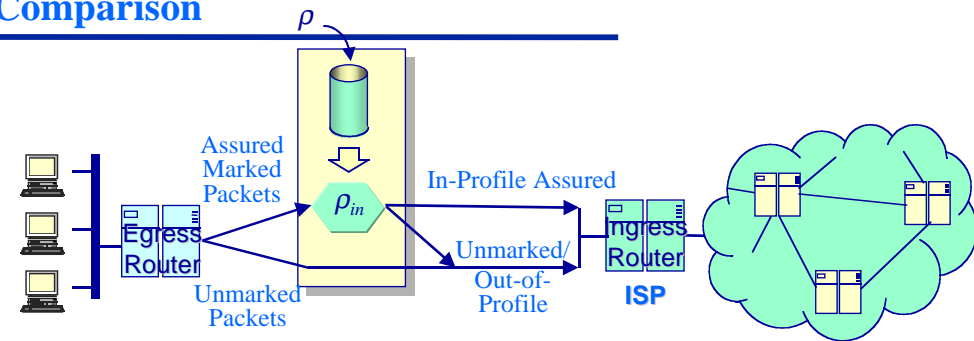 Comparison
ρ
Assured
Marked
Packets
ρin
In-Profile Assured
Egress
Router
Unmarked/
Out-of-
Profile
Unmarked
Packets
Ingress
Router
ISP